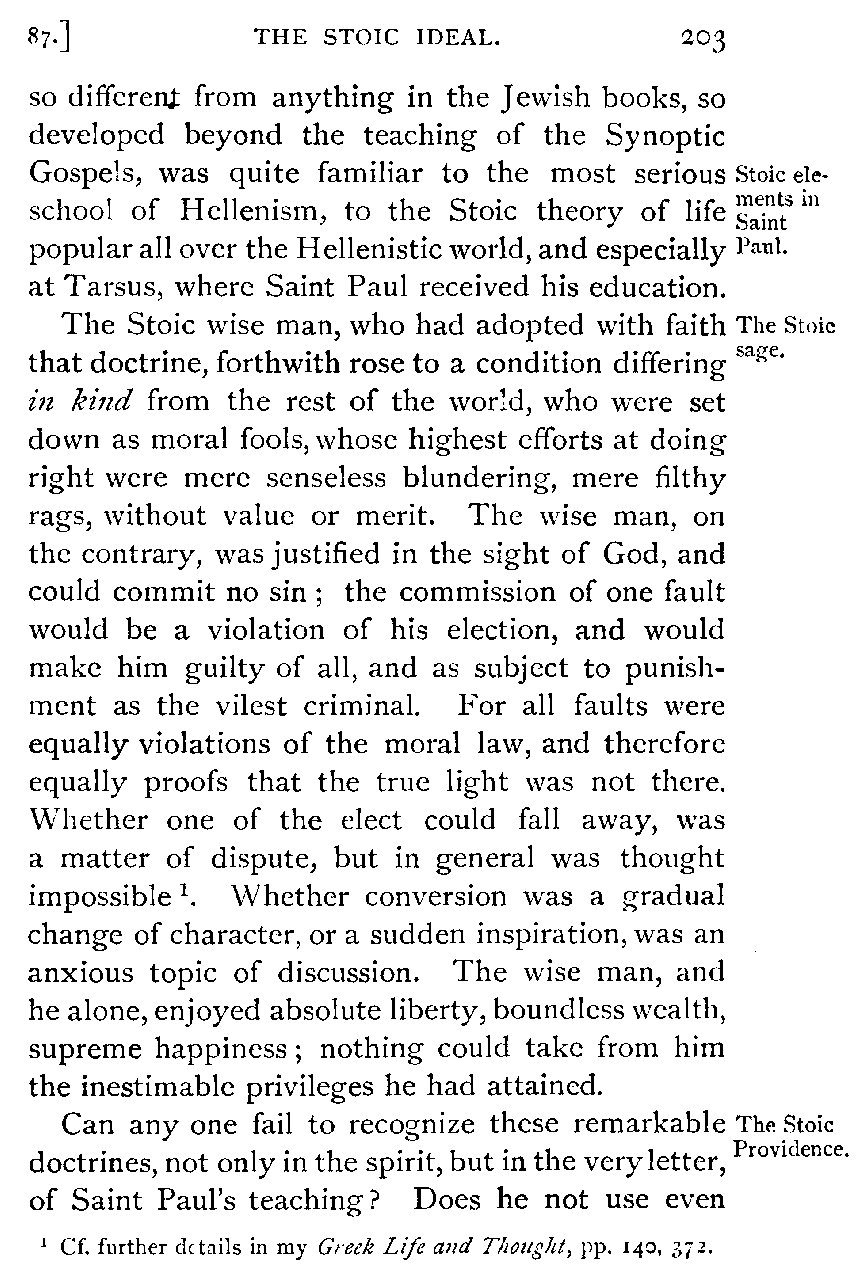 87.] THE STOIC IDEAL. 203
so different from anything in the Jewish books, so
developed beyond the teaching of the Synoptic
Gospels, was quite familiar to the most serious
Stoic ele-
school of Hellenism, to the Stoic theory of life
ments in
Saint
popular all over the Hellenistic world, and especially
Paul.
at Tarsus, where Saint Paul received his education.
The Stoic wise man, who had adopted with faith
The Stoic
that doctrine, forthwith rose to a condition differing
sage.
in kind from the rest of the world, who were set
down as moral fools, whose highest efforts at doing
right were mere senseless blundering, mere filthy
rags, without value or merit. The wise man, on
the contrary, was justified in the sight of God, and
could commit no sin ; the commission of one fault
would be a violation of his election, and would
make him guilty of all, and as subject to punish-
ment as the vilest criminal. For all faults were
equally violations of the moral law, and therefore
equally proofs that the true light was not there.
Whether one of the elect could fall away, was
a matter of dispute, but in general was thought
impossible ¹. Whether conversion was a gradual
change of character, or a sudden inspiration, was an
anxious topic of discussion. The wise man, and
he alone, enjoyed absolute liberty, boundless wealth,
supreme happiness ; nothing could take from him
the inestimable privileges he had attained.
Can any one fail to recognize these remarkable
The Stoic
doctrines, not only in the spirit, but in the very letter,
Providence.
of Saint Paul's teaching? Does he not use even
¹ Cf. further details in my Greek Life and Thought, pp. 140, 372.